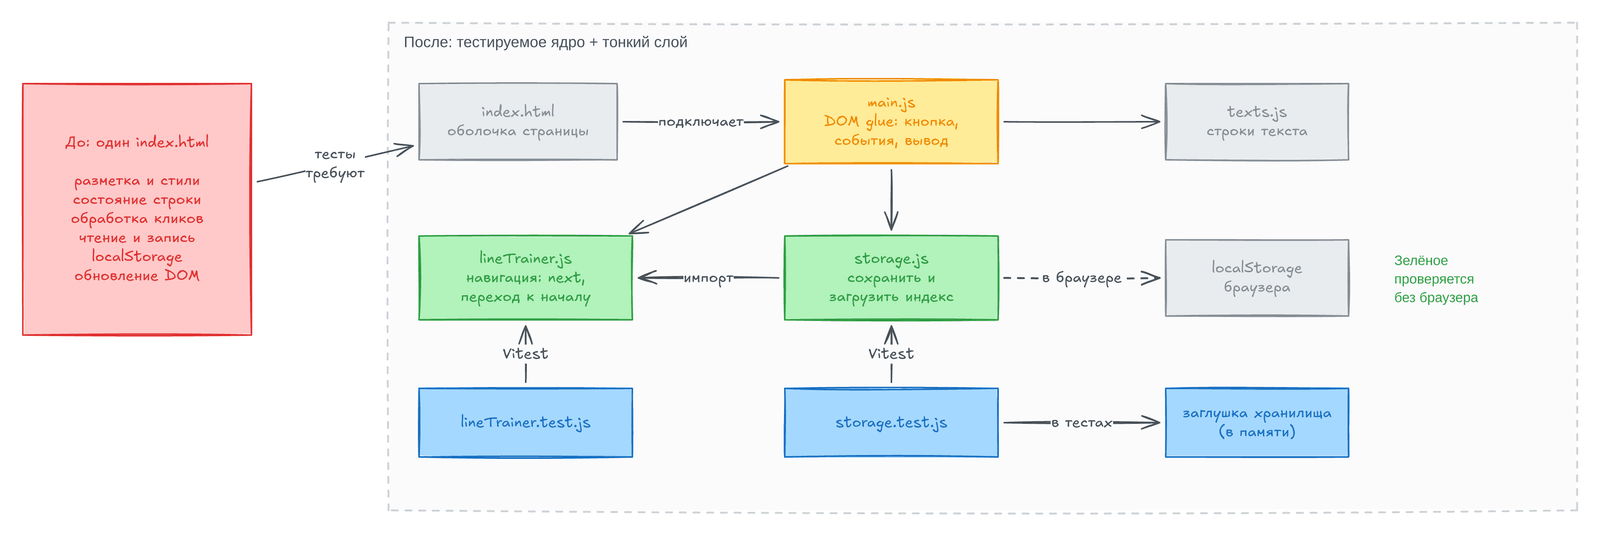 После: тестируемое ядро + тонкий слой
До: один index.html
разметка и стили
состояние строки
обработка кликов
чтение и запись
localStorage
обновление DOM
тесты
требуют
index.html
оболочка страницы
подключает
main.js
DOM glue: кнопка,
события, вывод
texts.js
строки текста
lineTrainer.js
навигация: next,
переход к началу
импорт
storage.js
сохранить и
загрузить индекс
в браузере
localStorage
браузера
Зелёное
проверяется
без браузера
Vitest
Vitest
lineTrainer.test.js
storage.test.js
в тестах
заглушка хранилища
(в памяти)